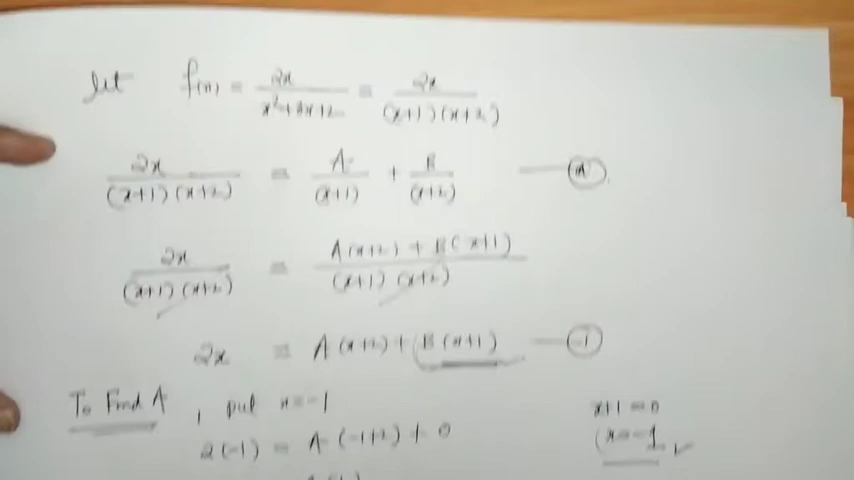 let f(x) = 2x / x²+3x+2 = 2x / (x+1)(x+2)
2x / (x+1)(x+2) = A / (x+1) + B / (x+2) — (A)
2x / (x+1)(x+2) = A(x+2) + B(x+1) / (x+1)(x+2)
2x = A(x+2) + B(x+1) — (1)
To Find A, put x=-1
x+1=0
2(-1) = A(-1+2) + 0
x=-1